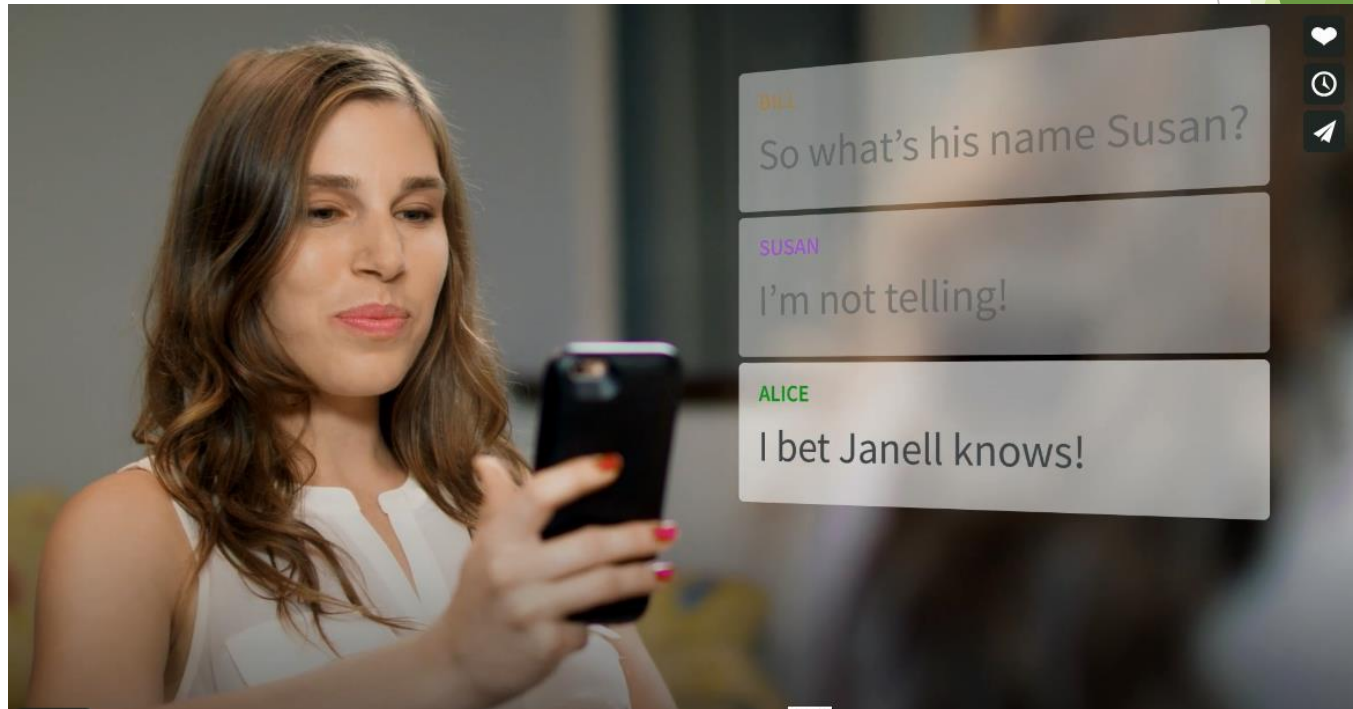 BILL
So what's his name Susan?
SUSAN
I'm not telling!
ALICE
I bet Janell knows!